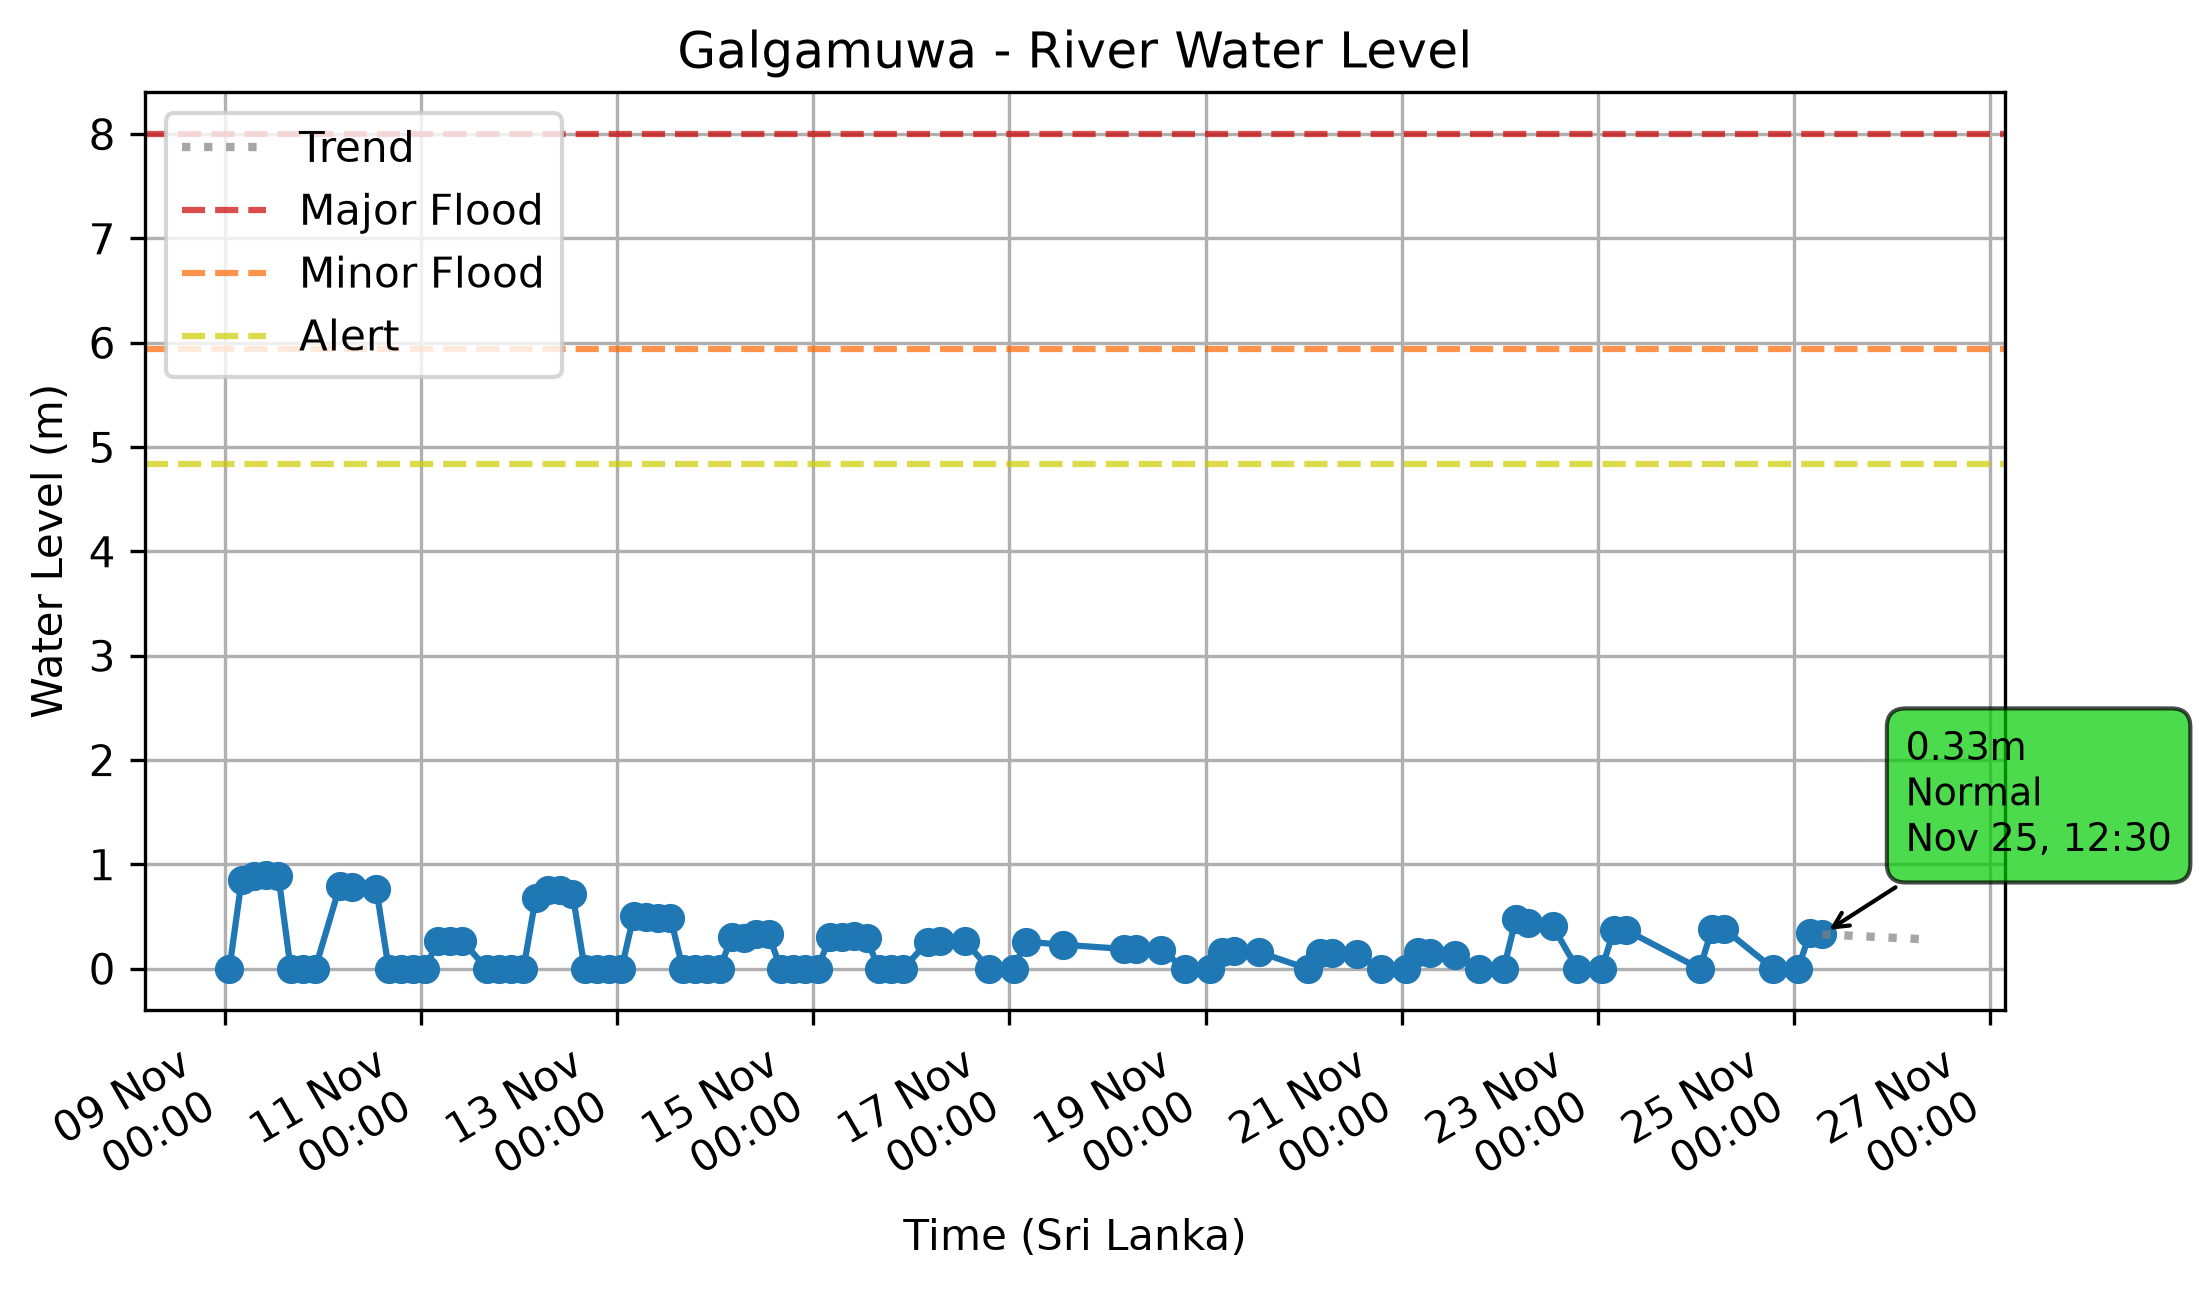 Galgamuwa - River Water Level
Water Level (m)
8
7
6
5
4
3
2
1
0
Trend
Major Flood
Minor Flood
Alert
0.33m
Normal
Nov 25, 12:30
09 Nov
00:00
11 Nov
00:00
13 Nov
00:00
15 Nov
00:00
17 Nov
00:00
19 Nov
00:00
21 Nov
00:00
23 Nov
00:00
25 Nov
00:00
27 Nov
00:00
Time (Sri Lanka)